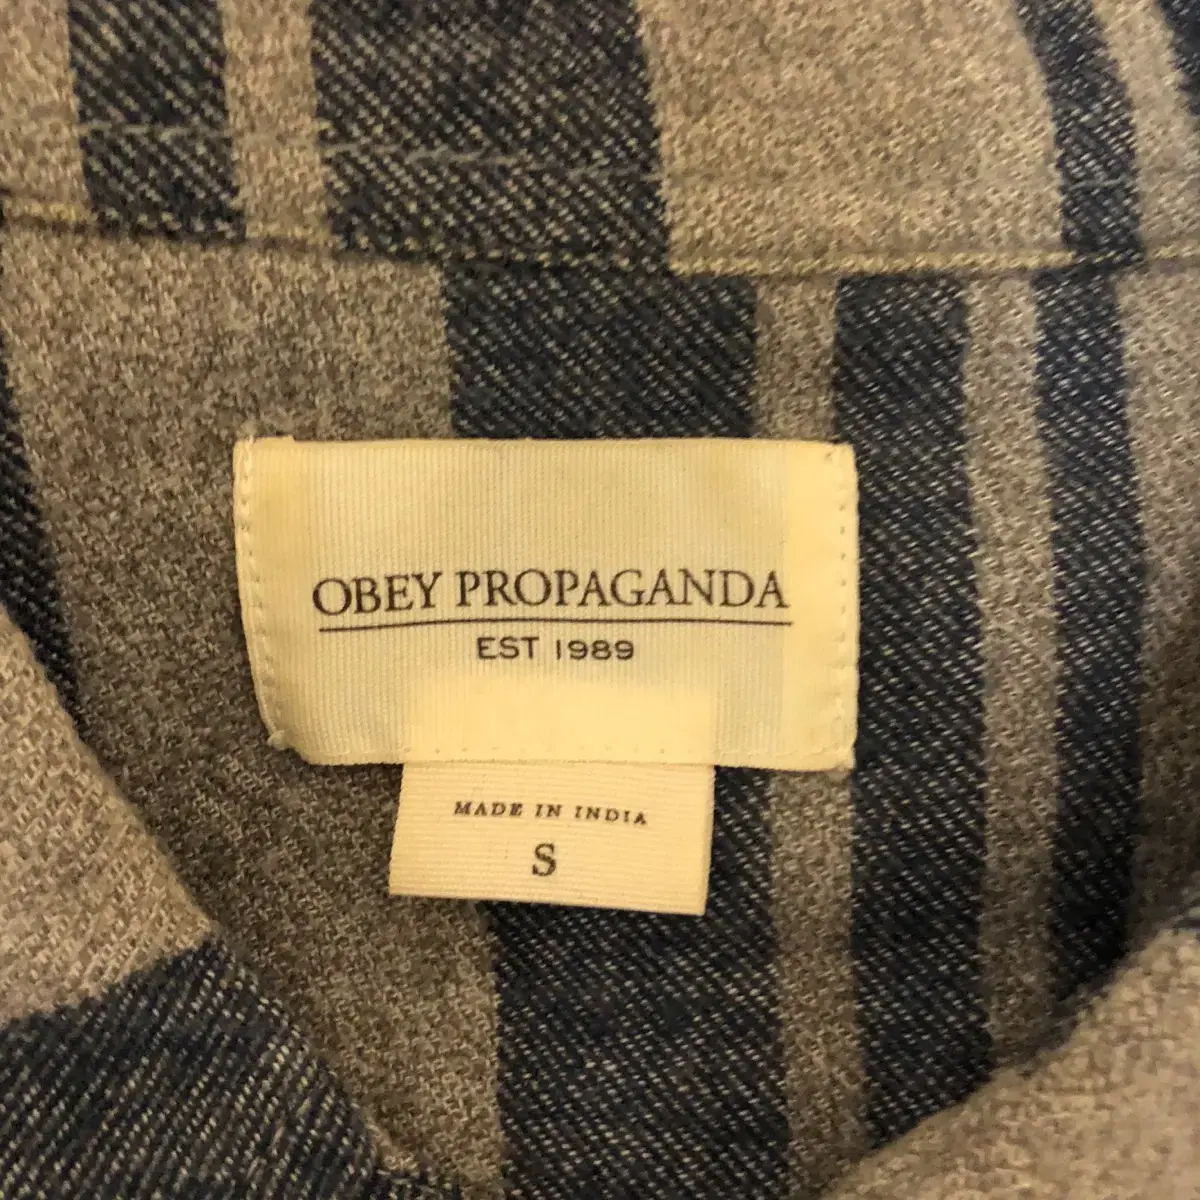 OBEY PROPAGANDA
EST 1989
MADE IN INDIA
S